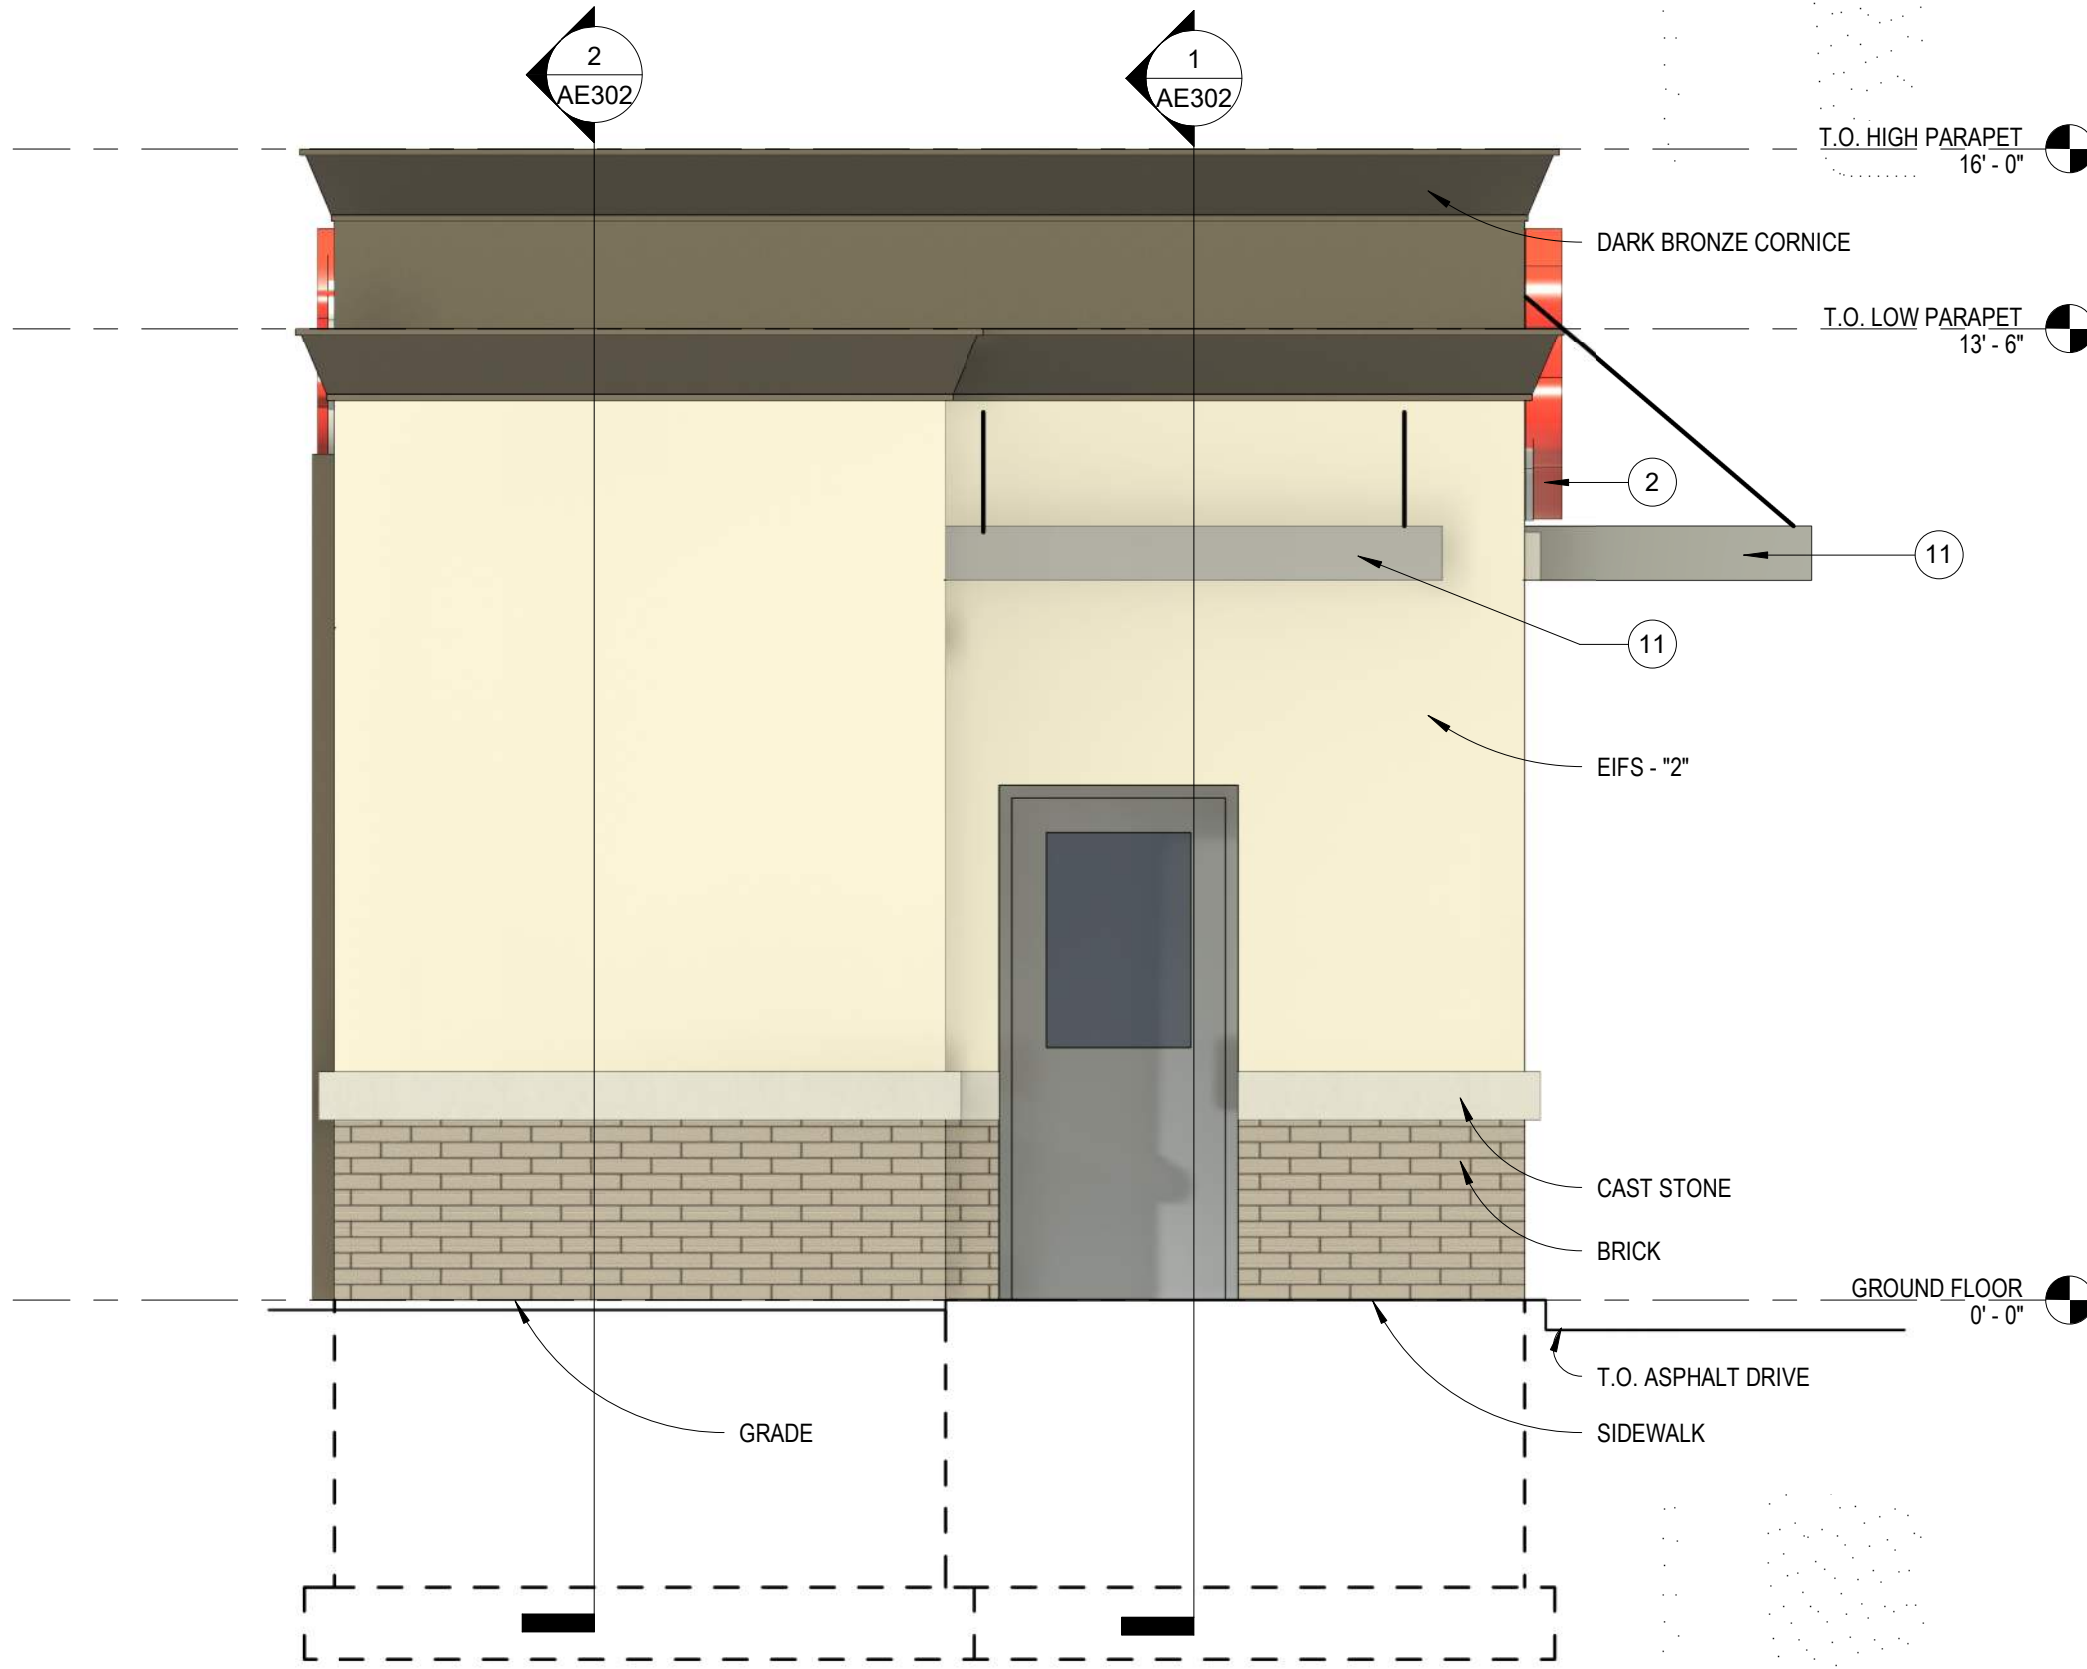 2
AE302
1
AE302
T.O. HIGH PARAPET
16' - 0"
DARK BRONZE CORNICE
T.O. LOW PARAPET
13' - 6"
2
11
11
EIFS - "2"
CAST STONE
BRICK
GROUND FLOOR
0' - 0"
T.O. ASPHALT DRIVE
GRADE
SIDEWALK